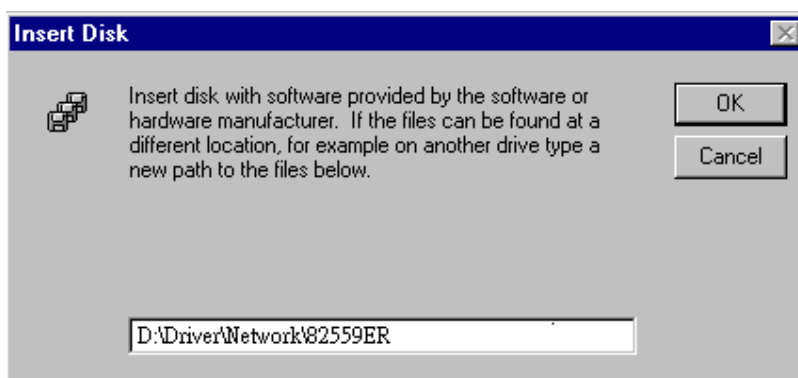 Insert Disk
Insert disk with software provided by the software or
hardware manufacturer. If the files can be found at a
different location, for example on another drive type a
new path to the files below.
OK
Cancel
D:\Driver\Network\82559ER